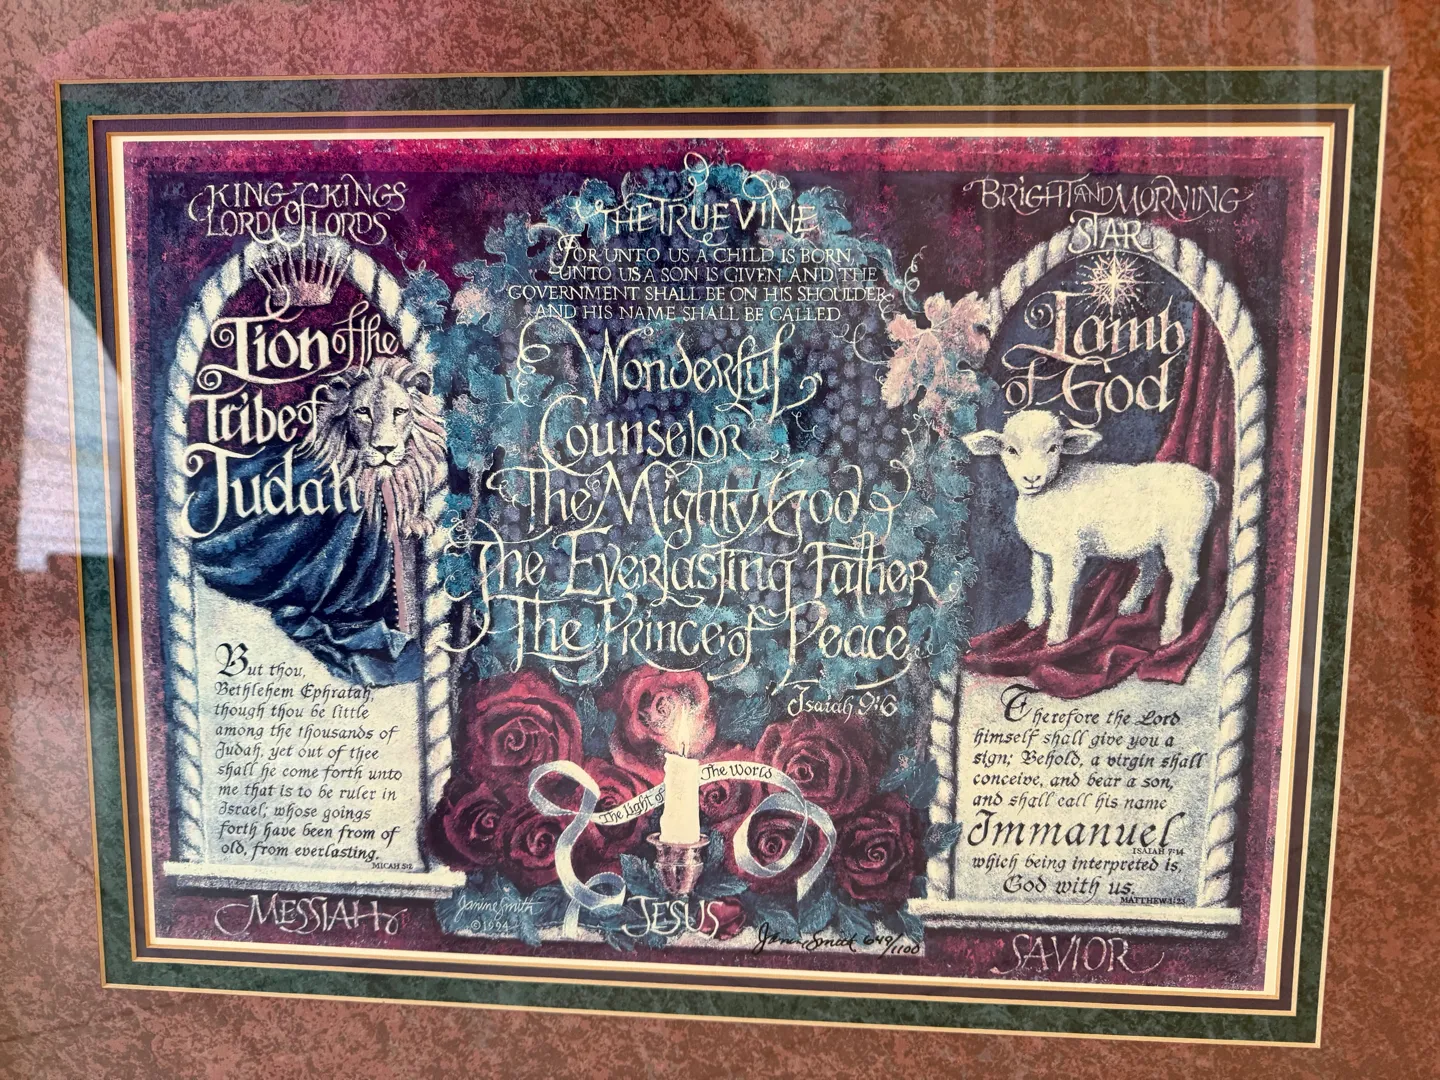 KING OF KINGS
LORD OF LORDS
Lion of the
Tribe of
Judah
But thou,
Bethlehem Ephratah,
though thou be little
among the thousands of
Judah, yet out of thee
shall he come forth unto
me that is to be ruler in
Israel; whose goings
forth have been from of
old, from everlasting.
MICAH 5:2
MESSIAH
THE TRUE VINE
FOR UNTO US A CHILD IS BORN,
UNTO US A SON IS GIVEN AND THE
GOVERNMENT SHALL BE ON HIS SHOULDER
AND HIS NAME SHALL BE CALLED
Wonderful
Counselor
The Mighty God
The Everlasting Father
The Prince of Peace
Isaiah 9:6
The Light of The World
Janine Smith
©1994
JESUS
Janine Smith 649/1100
BRIGHT AND MORNING
STAR
Lamb
of God
Therefore the Lord
himself shall give you a
sign; Behold, a virgin shall
conceive, and bear a son,
and shall call his name
Immanuel
ISAIAH 7:14
which being interpreted is,
God with us.
MATTHEW 1:23
SAVIOR